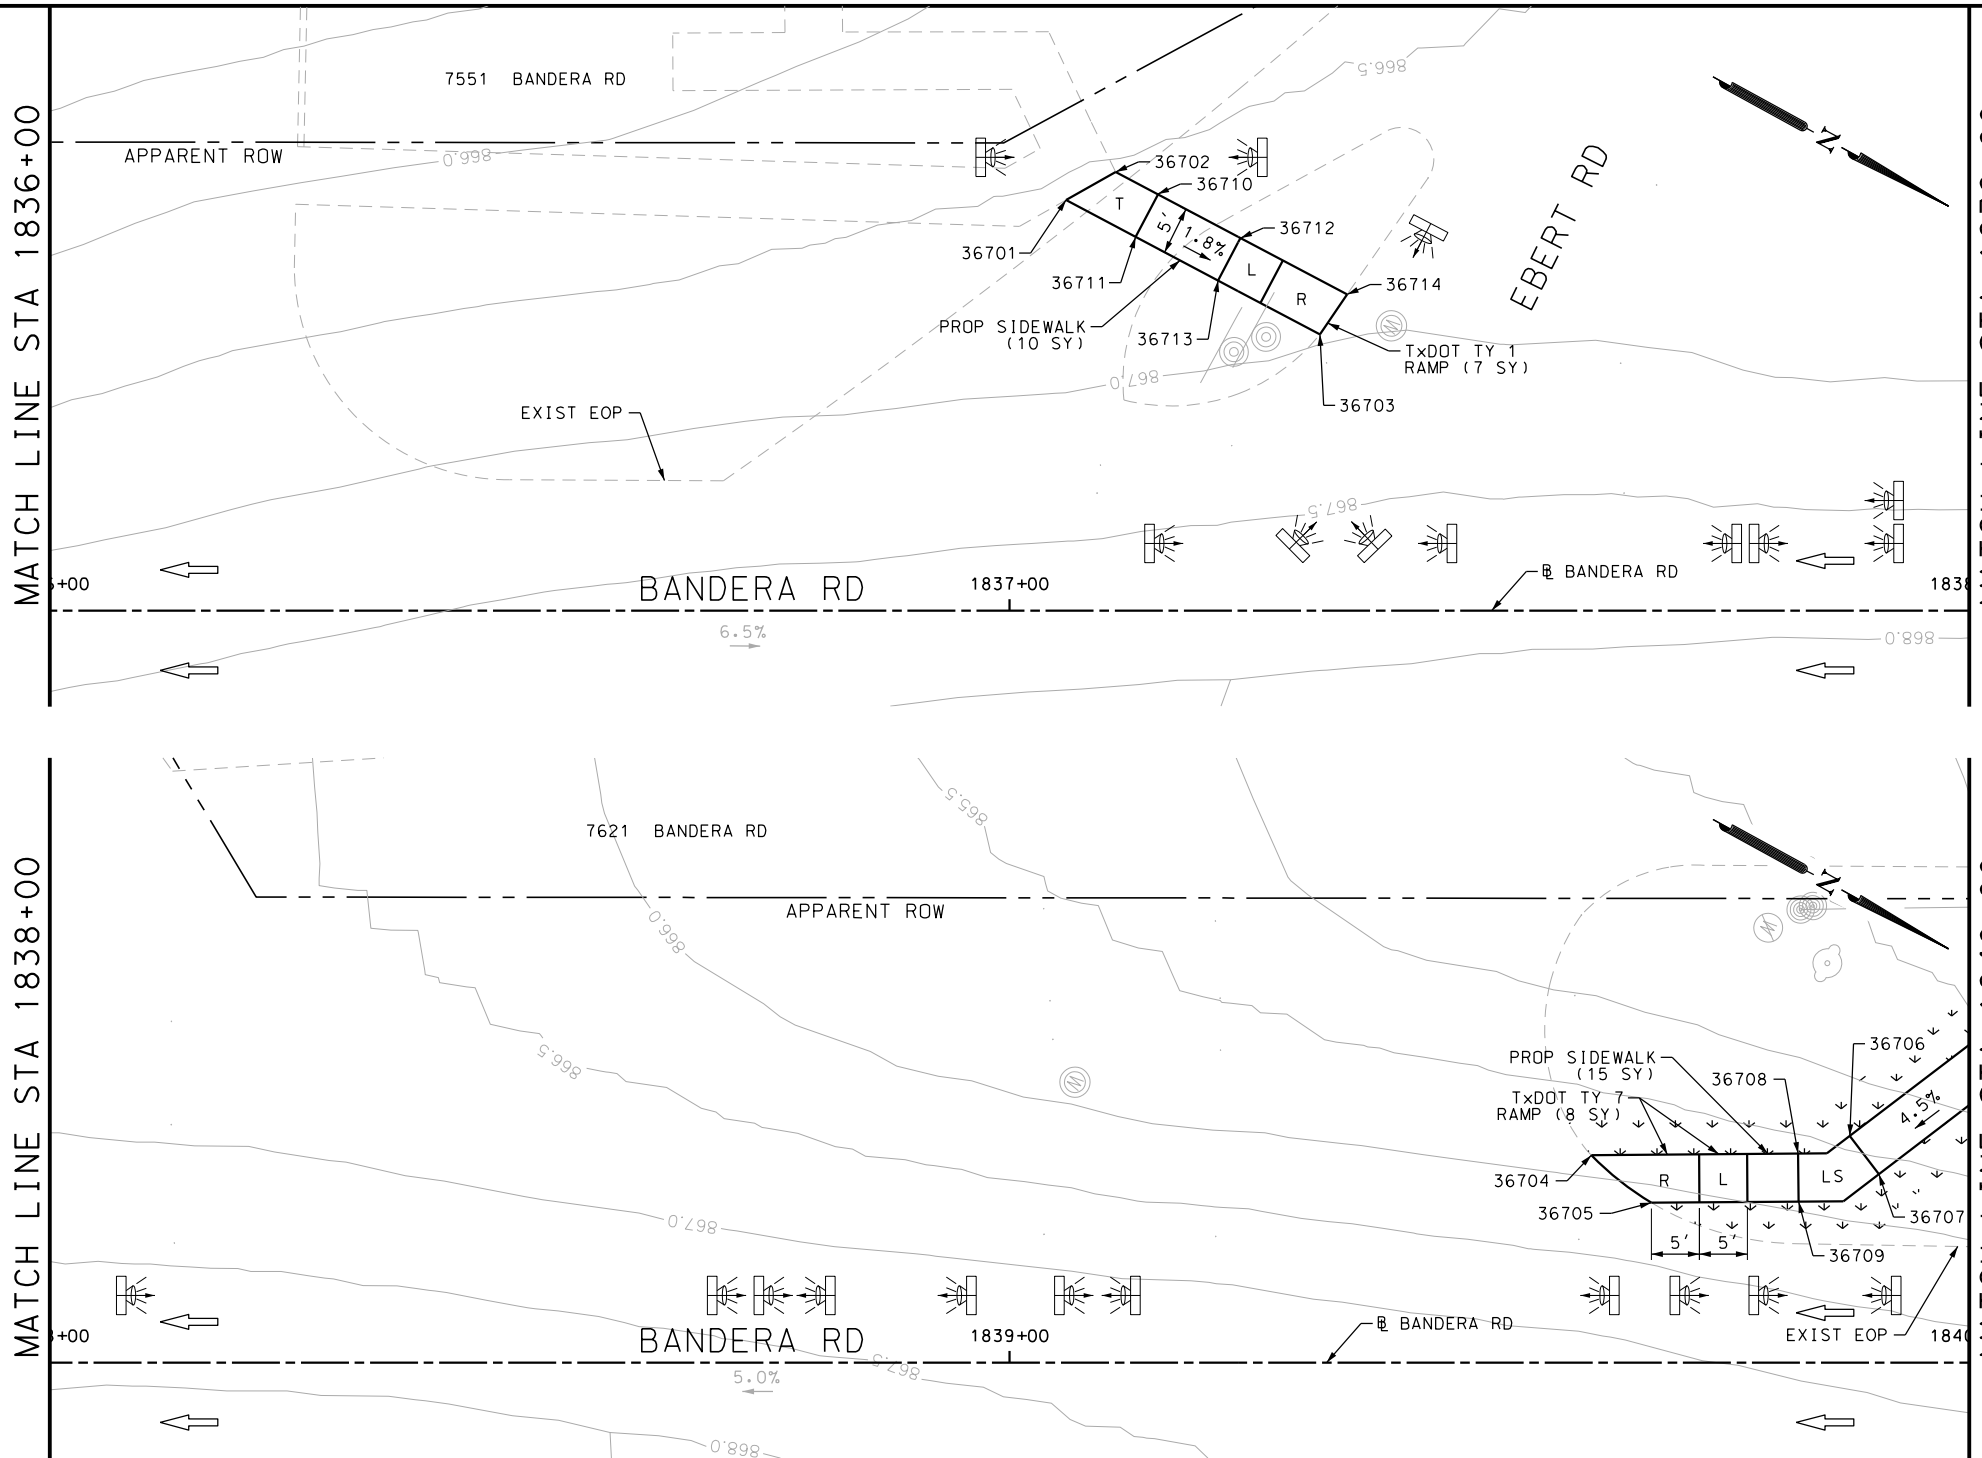 MATCH LINE STA 1836+00
7551 BANDERA RD
APPARENT ROW
866.0
866.5
N
EBERT RD
36702
36710
T
5'
1.8%
36712
36701
36711
L
R
36714
PROP SIDEWALK
(10 SY)
36713
TxDOT TY 1
RAMP (7 SY)
867.0
36703
EXIST EOP
867.5
+00
BANDERA RD
1837+00
BANDERA RD
1838
6.5%
868.0
MATCH LINE STA 1838+00
7621 BANDERA RD
865.5
APPARENT ROW
866.0
866.5
N
W
36706
PROP SIDEWALK
(15 SY)
36708
TxDOT TY 7
RAMP (8 SY)
4.5%
36704
R
L
LS
36705
36707
867.0
5'
5'
36709
+00
BANDERA RD
1839+00
BANDERA RD
EXIST EOP
1840
867.5
5.0%
868.0